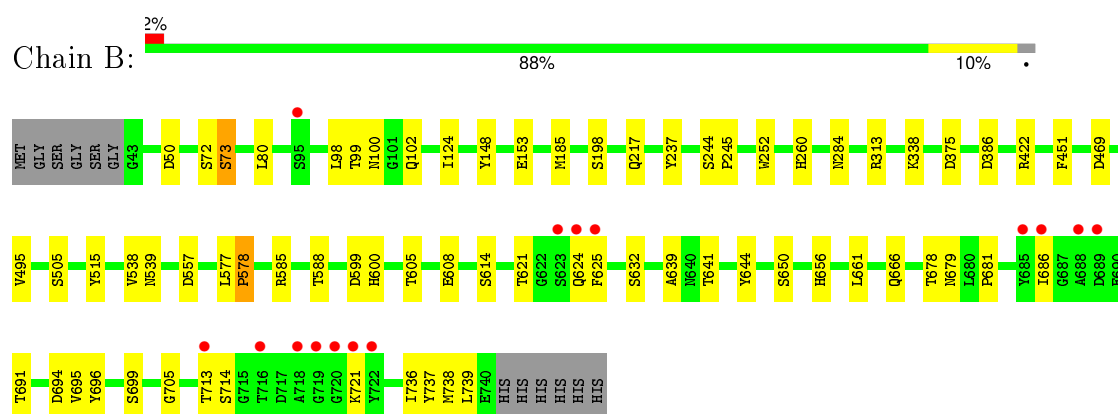 2%
Chain B:
88% 10% •
MET GLY SER GLY SER GLY G43 D50 S72 S73 L80 S95 L98 T99 N100 G101 Q102 I124 Y148 E153 M185 S198 Q217 Y237 S244 P245 W252 H260 N284 R313 K338 D375 D386 R422 F451 D469
V495 S505 Y515 V538 N539 D557 L577 P578 R585 T588 D599 H600 T605 E608 S614 T621 G622 S623 Q624 F625 S632 A639 N640 T641 Y644 S650 H656 L661 Q666 T678 N679 L680 P681 Y685 I686 G687 A688 D689
T691 D694 V695 Y696 S699 G705 T713 S714 G715 T716 D717 A718 G719 G720 K721 Y722 I736 Y737 M738 L739 E740 HIS HIS HIS HIS HIS HIS